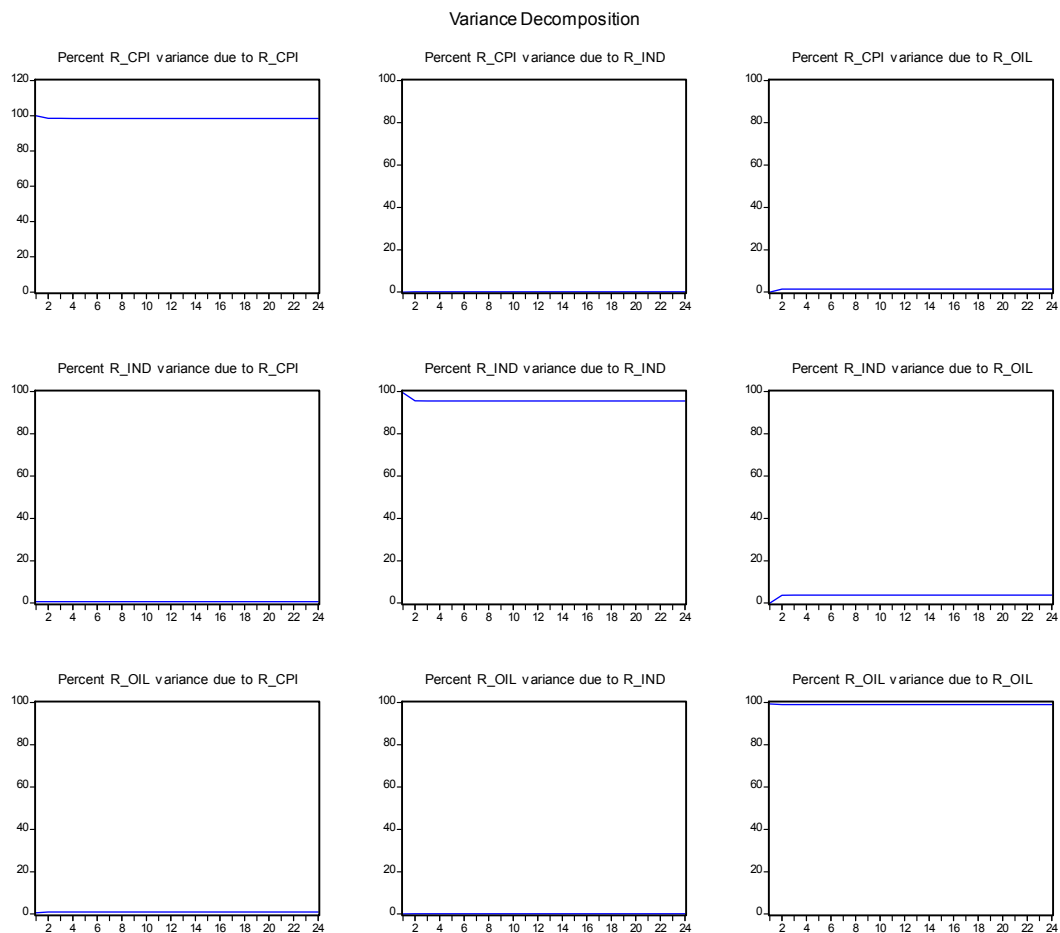 Variance Decomposition
Percent R_CPI variance due to R_CPI
120
100
80
60
40
20
0
2 4 6 8 10 12 14 16 18 20 22 24
Percent R_CPI variance due to R_IND
100
80
60
40
20
0
2 4 6 8 10 12 14 16 18 20 22 24
Percent R_CPI variance due to R_OIL
100
80
60
40
20
0
2 4 6 8 10 12 14 16 18 20 22 24
Percent R_IND variance due to R_CPI
100
80
60
40
20
0
2 4 6 8 10 12 14 16 18 20 22 24
Percent R_IND variance due to R_IND
100
80
60
40
20
0
2 4 6 8 10 12 14 16 18 20 22 24
Percent R_IND variance due to R_OIL
100
80
60
40
20
0
2 4 6 8 10 12 14 16 18 20 22 24
Percent R_OIL variance due to R_CPI
100
80
60
40
20
0
2 4 6 8 10 12 14 16 18 20 22 24
Percent R_OIL variance due to R_IND
100
80
60
40
20
0
2 4 6 8 10 12 14 16 18 20 22 24
Percent R_OIL variance due to R_OIL
100
80
60
40
20
0
2 4 6 8 10 12 14 16 18 20 22 24